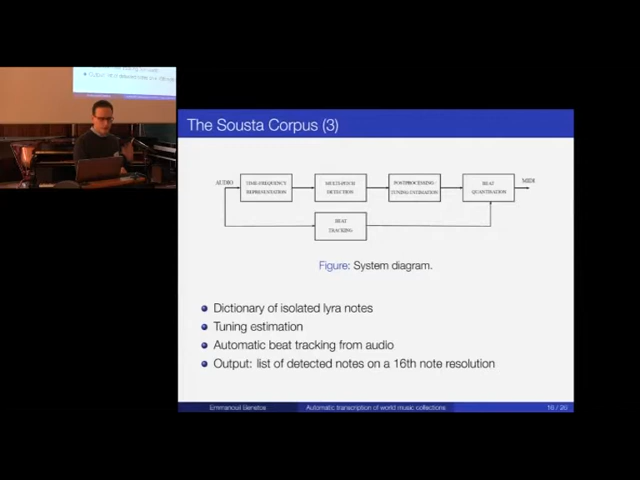 The Sousta Corpus (3)
AUDIO
TIME-FREQUENCY
REPRESENTATION
MULTI-PITCH
DETECTION
POSTPROCESSING
TUNING ESTIMATION
BEAT
QUANTISATION
MIDI
BEAT
TRACKING
Figure: System diagram.
Dictionary of isolated lyra notes
Tuning estimation
Automatic beat tracking from audio
Output: list of detected notes on a 16th note resolution
Emmanouil Benetos
Automatic transcription of world music collections